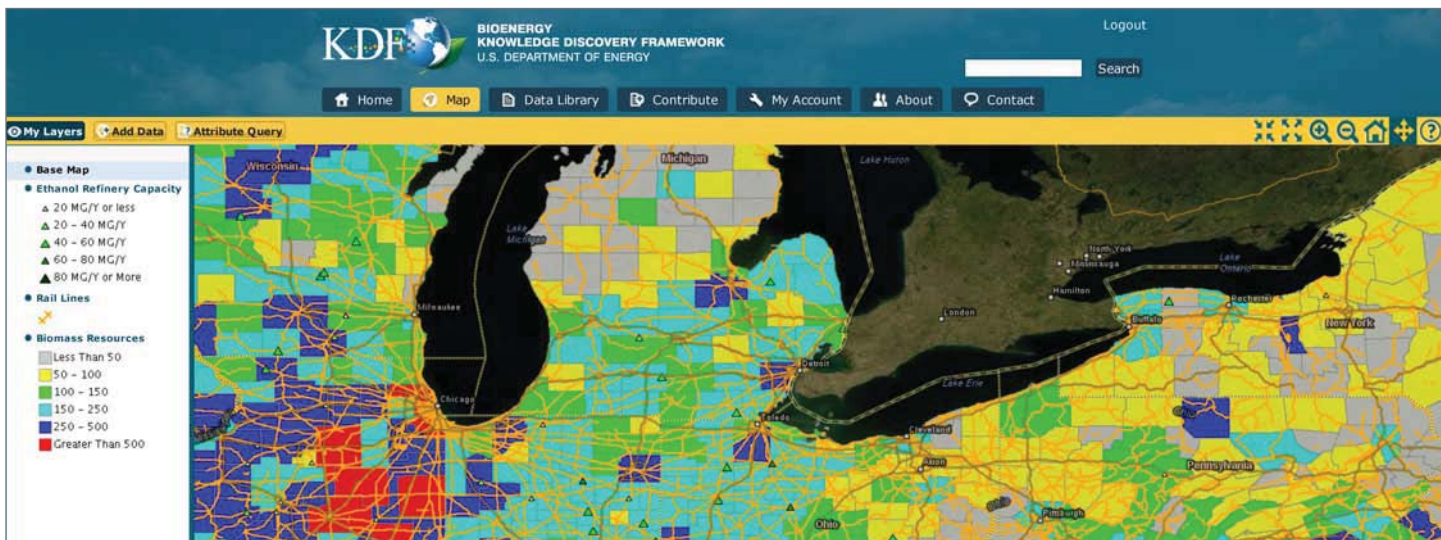 Logout
KDF
BIOENERGY
KNOWLEDGE DISCOVERY FRAMEWORK
U.S. DEPARTMENT OF ENERGY
Search
Home
Map
Data Library
Contribute
My Account
About
Contact
My Layers
Add Data
Attribute Query
?
Base Map
Ethanol Refinery Capacity
20 MG/Y or less
20 – 40 MG/Y
40 – 60 MG/Y
60 – 80 MG/Y
80 MG/Y or More
Rail Lines
Biomass Resources
Less Than 50
50 – 100
100 – 150
150 – 250
250 – 500
Greater Than 500
Wisconsin
Michigan
Lake Huron
Lake
Michigan
North York
Mississauga
Lake
Ontario
Hamilton
Rochester
Milwaukee
London
Buffalo
New York
Detroit
Lake Erie
Chicago
Toledo
Cleveland
Akron
Pennsylvania
Pittsburgh
Ohio